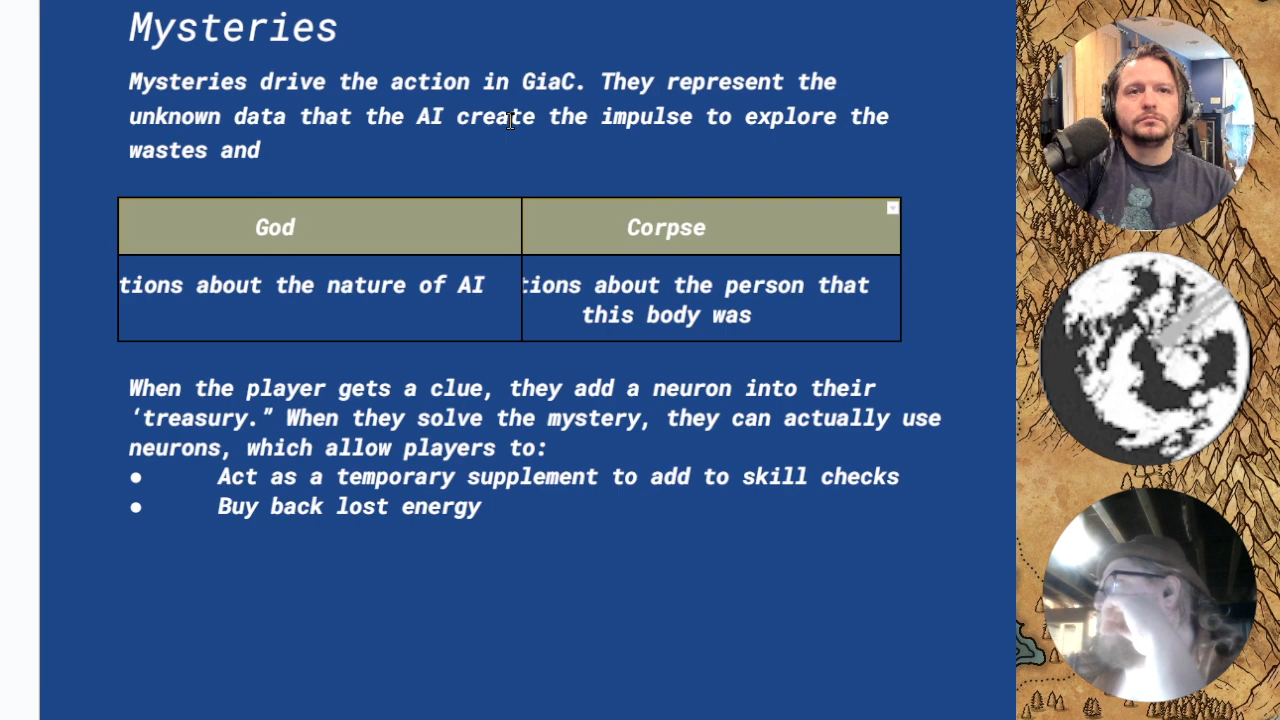 Mysteries
Mysteries drive the action in GiaC. They represent the
unknown data that the AI create the impulse to explore the
wastes and
God Corpse
tions about the nature of AI tions about the person that
this body was
When the player gets a clue, they add a neuron into their
‘treasury.” When they solve the mystery, they can actually use
neurons, which allow players to:
● Act as a temporary supplement to add to skill checks
● Buy back lost energy